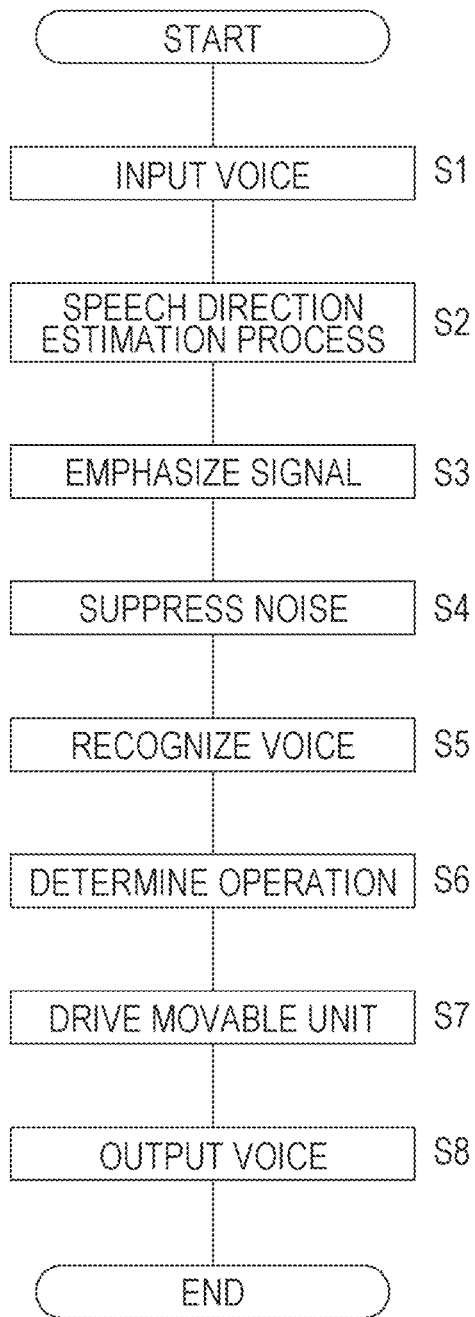 START
INPUT VOICE S1
SPEECH DIRECTION
ESTIMATION PROCESS S2
EMPHASIZE SIGNAL S3
SUPPRESS NOISE S4
RECOGNIZE VOICE S5
DETERMINE OPERATION S6
DRIVE MOVABLE UNIT S7
OUTPUT VOICE S8
END